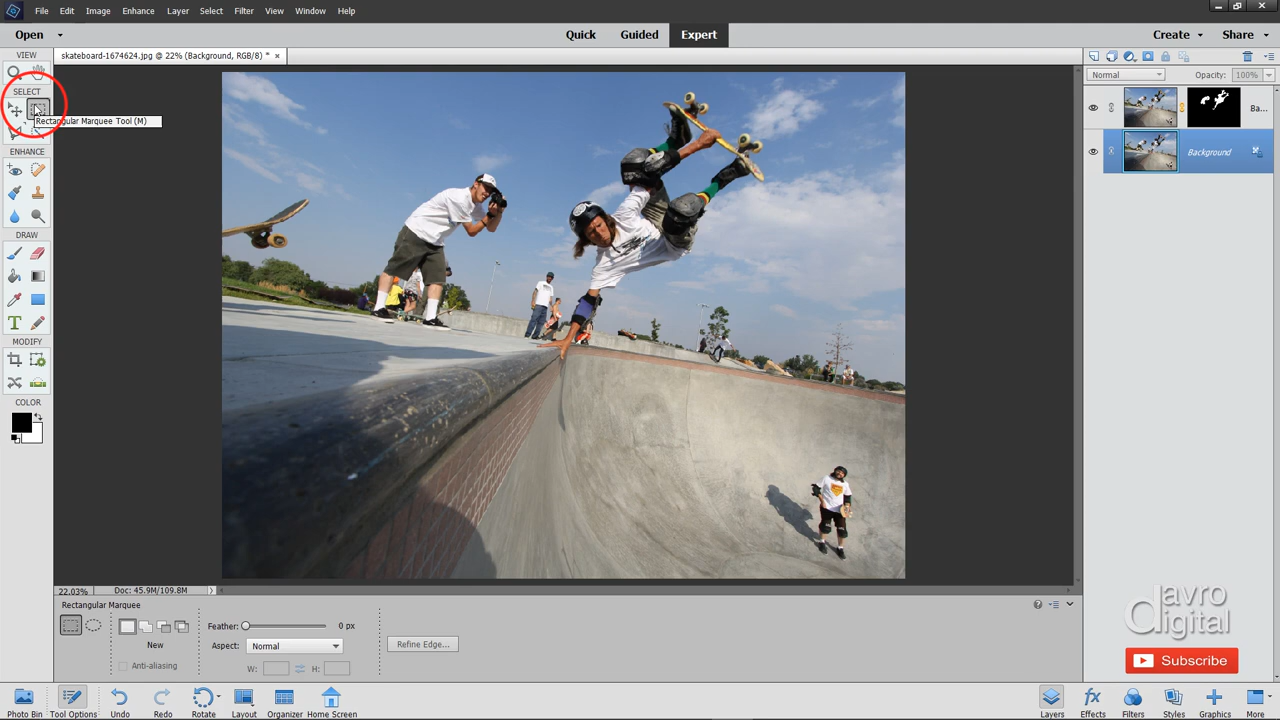 File Edit Image Enhance Layer Select Filter View Window Help
Open Quick Guided Expert Create Share
VIEW
skateboard-1674624.jpg @ 22% (Background, RGB/8) * ×
SELECT
Rectangular Marquee Tool (M)
ENHANCE
DRAW
MODIFY
COLOR
Normal Opacity: 100%
Ba...
Background
22.03% Doc: 45.9M/109.8M
Rectangular Marquee
New
Anti-aliasing
Feather: 0 px
Aspect: Normal
W: H:
Refine Edge...
davro
digital
Subscribe
Photo Bin Tool Options Undo Redo Rotate Layout Organizer Home Screen Layers Effects Filters Styles Graphics More